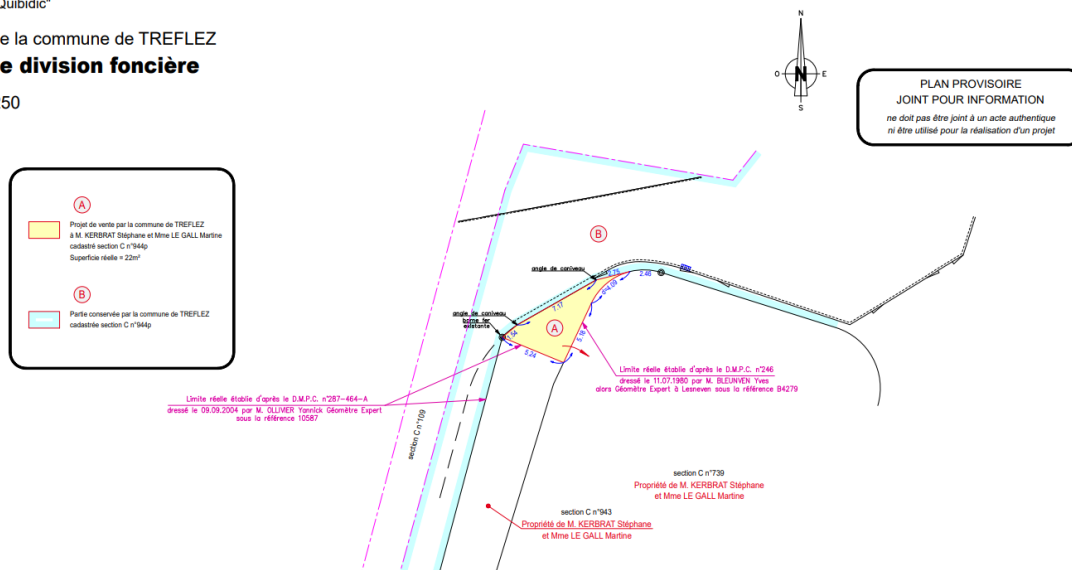 Quibidic"
e la commune de TREFLEZ
e division foncière
250
N
O
N
E
S
PLAN PROVISOIRE
JOINT POUR INFORMATION
ne doit pas être joint à un acte authentique
ni être utilisé pour la réalisation d'un projet
A
Projet de vente par la commune de TREFLEZ
à M. KERBRAT Stéphane et Mme LE GALL Martine
cadastré section C n°944p
Superficie réelle = 22m²
B
Partie conservée par la commune de TREFLEZ
cadastrée section C n°944p
B
angle de caniveau
2.75
2.46
7.17
angle de caniveau
borne fer
existante
1.54
A
5.18
5.24
Limite réelle établie d'après le D.M.P.C. n°246
dressé le 11.07.1980 par M. BLEUNVEN Yves
alors Géomètre Expert à Lesneven sous la référence B4279
Limite réelle établie d'après le D.M.P.C. n°287-464-A
dressé le 09.09.2004 par M. OLLIVIER Yannick Géomètre Expert
sous la référence 10587
section C n°109
section C n°739
Propriété de M. KERBRAT Stéphane
et Mme LE GALL Martine
section C n°943
Propriété de M. KERBRAT Stéphane
et Mme LE GALL Martine